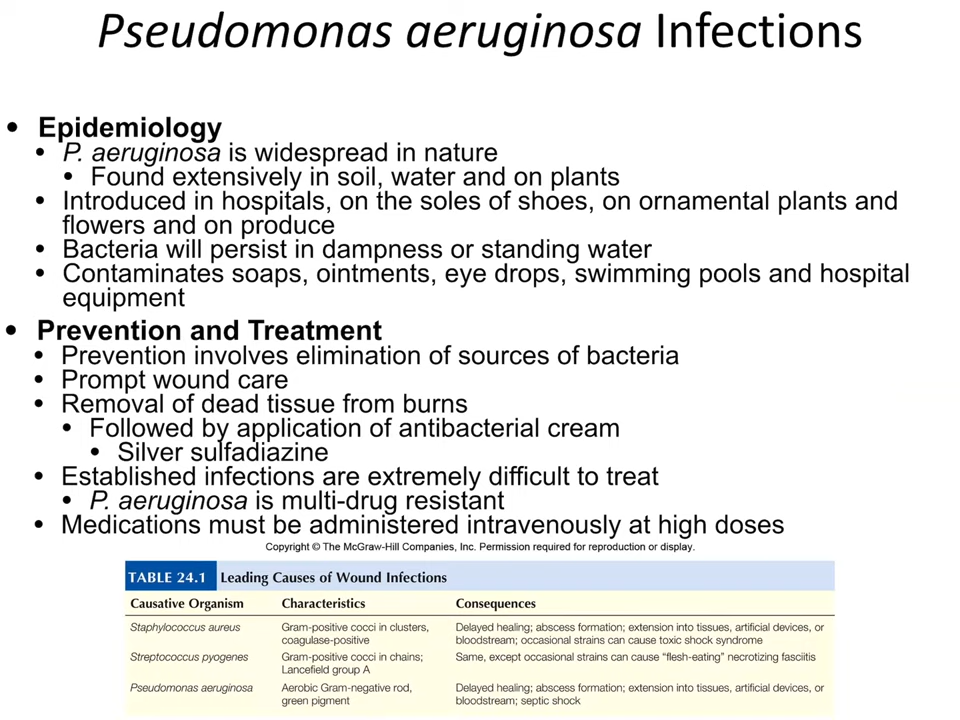 Pseudomonas aeruginosa Infections
• Epidemiology
• P. aeruginosa is widespread in nature
• Found extensively in soil, water and on plants
• Introduced in hospitals, on the soles of shoes, on ornamental plants and
flowers and on produce
• Bacteria will persist in dampness or standing water
• Contaminates soaps, ointments, eye drops, swimming pools and hospital
equipment
• Prevention and Treatment
• Prevention involves elimination of sources of bacteria
• Prompt wound care
• Removal of dead tissue from burns
• Followed by application of antibacterial cream
• Silver sulfadiazine
• Established infections are extremely difficult to treat
• P. aeruginosa is multi-drug resistant
• Medications must be administered intravenously at high doses
Copyright © The McGraw-Hill Companies, Inc. Permission required for reproduction or display.
TABLE 24.1 Leading Causes of Wound Infections
Causative Organism Characteristics Consequences
Staphylococcus aureus Gram-positive cocci in clusters, Delayed healing; abscess formation; extension into tissues, artificial devices, or
coagulase-positive bloodstream; occasional strains can cause toxic shock syndrome
Streptococcus pyogenes Gram-positive cocci in chains; Same, except occasional strains can cause "flesh-eating" necrotizing fasciitis
Lancefield group A
Pseudomonas aeruginosa Aerobic Gram-negative rod, Delayed healing; abscess formation; extension into tissues, artificial devices, or
green pigment bloodstream; septic shock